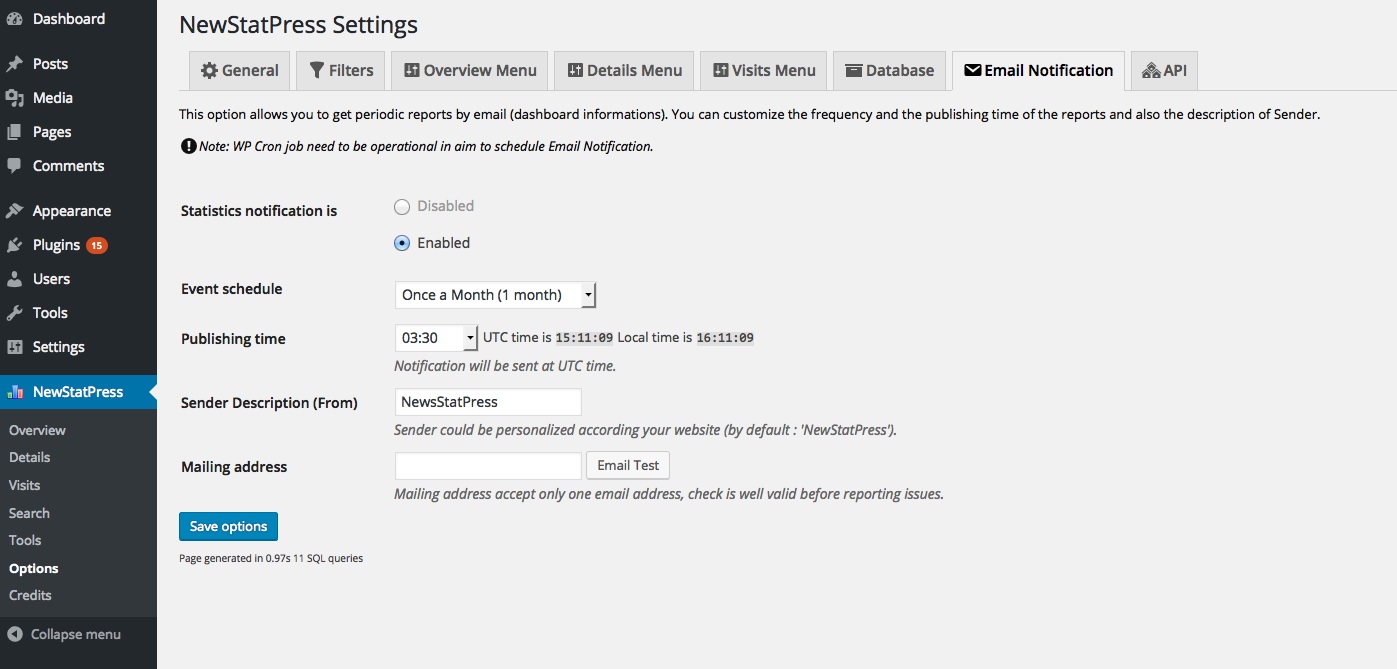 Dashboard
Posts
Media
Pages
Comments
Appearance
Plugins 15
Users
Tools
Settings
NewStatPress
Overview
Details
Visits
Search
Tools
Options
Credits
Collapse menu
NewStatPress Settings
General Filters Overview Menu Details Menu Visits Menu Database Email Notification API
This option allows you to get periodic reports by email (dashboard informations). You can customize the frequency and the publishing time of the reports and also the description of Sender.
Note: WP Cron job need to be operational in aim to schedule Email Notification.
Statistics notification is Disabled
Enabled
Event schedule Once a Month (1 month)
Publishing time 03:30 UTC time is 15:11:09 Local time is 16:11:09
Notification will be sent at UTC time.
Sender Description (From) NewsStatPress
Sender could be personalized according your website (by default : 'NewStatPress').
Mailing address Email Test
Mailing address accept only one email address, check is well valid before reporting issues.
Save options
Page generated in 0.97s 11 SQL queries